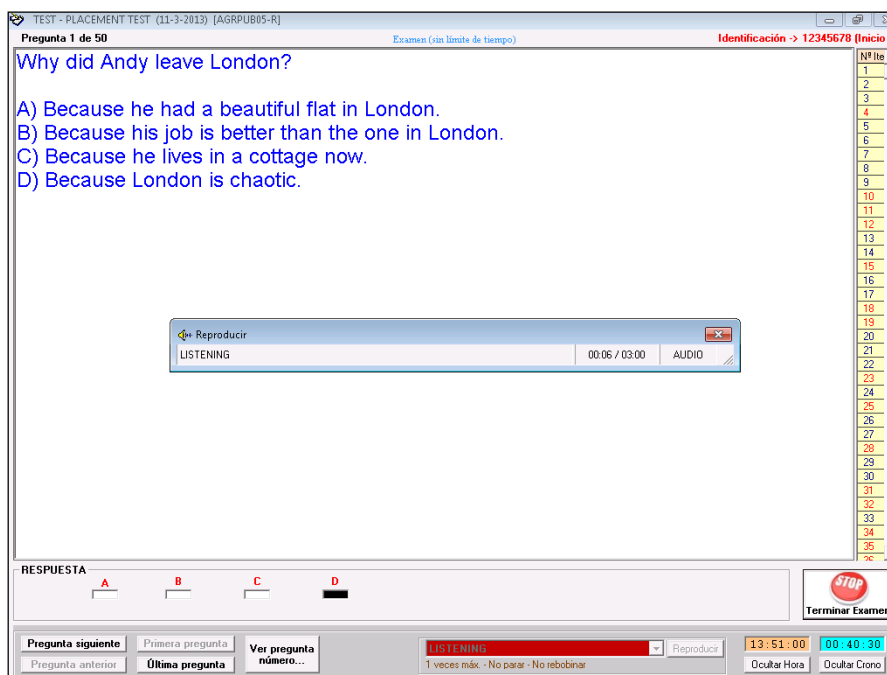 TEST - PLACEMENT TEST (11-3-2013) [AGRPUB05-R]
Pregunta 1 de 50
Examen (sin límite de tiempo)
Identificación -> 12345678 (Inicio
Why did Andy leave London?
A) Because he had a beautiful flat in London.
B) Because his job is better than the one in London.
C) Because he lives in a cottage now.
D) Because London is chaotic.
Nº Ite
1
2
3
4
5
6
7
8
9
10
11
12
13
14
15
16
17
18
19
20
21
22
23
24
25
26
27
28
29
30
31
32
33
34
35
Reproducir
LISTENING
00:06 / 03:00
AUDIO
RESPUESTA
A B C D
STOP
Terminar Examen
Pregunta siguiente
Primera pregunta
Pregunta anterior
Última pregunta
Ver pregunta
número...
LISTENING
Reproducir
1 veces máx. - No parar - No rebobinar
13:51:00
00:40:30
Ocultar Hora
Ocultar Crono